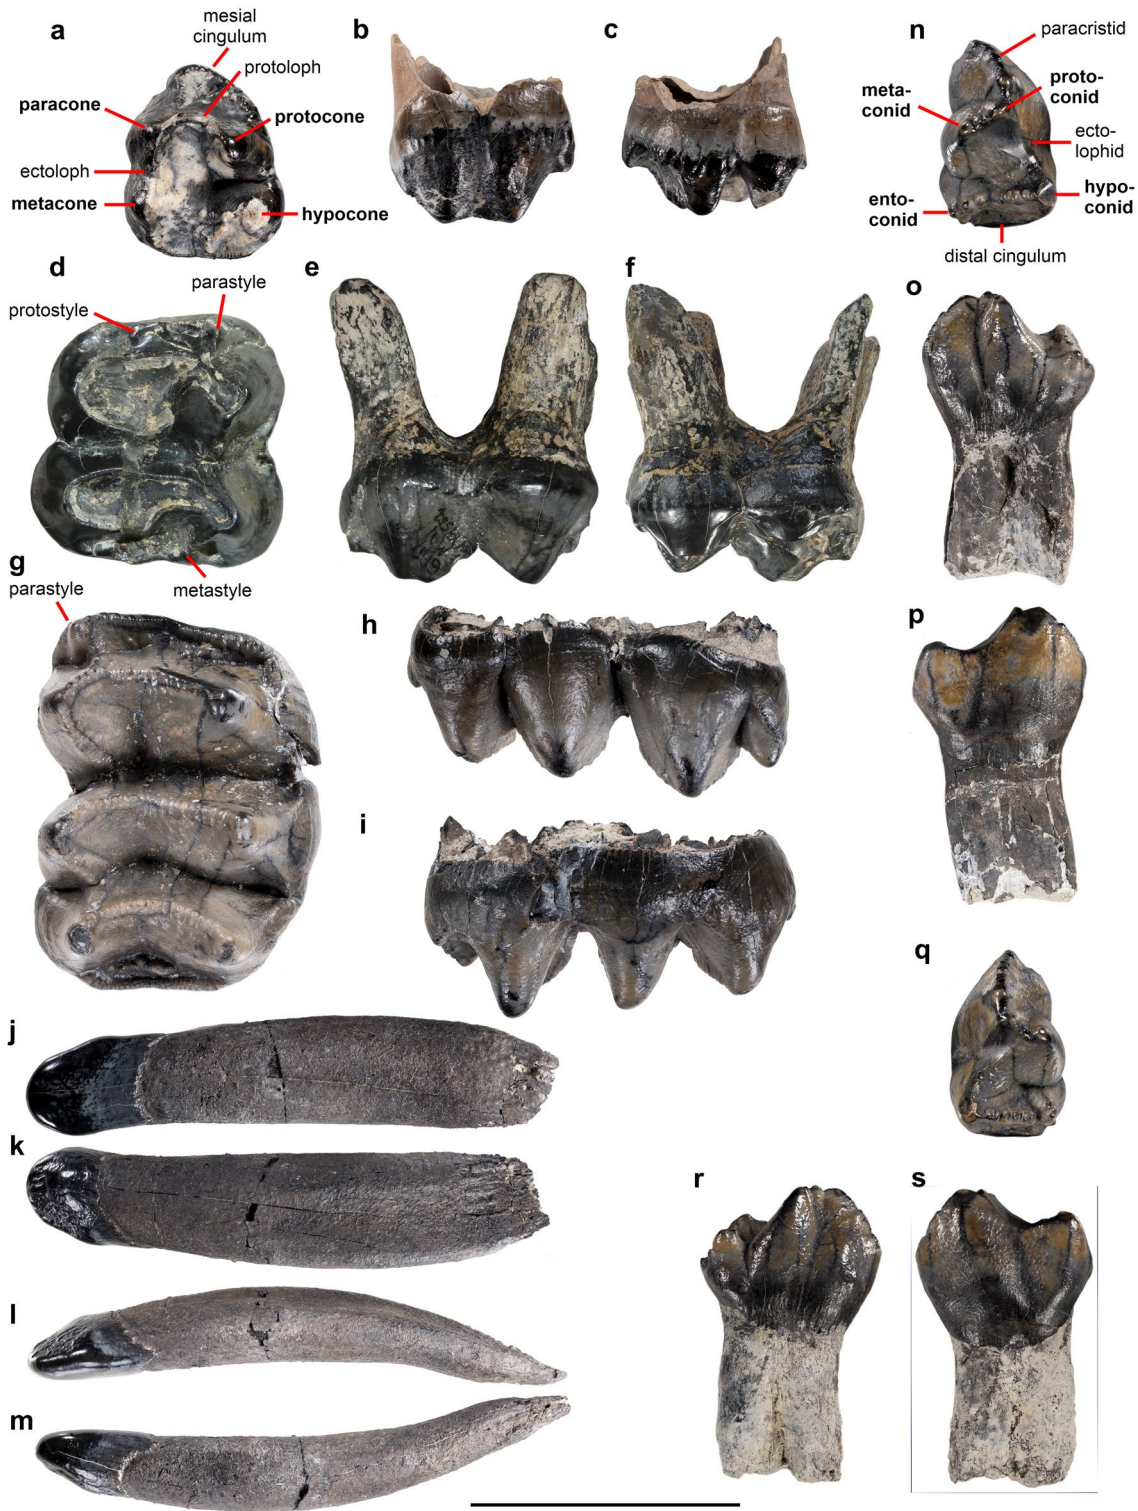 a
mesial
cingulum
protoloph
paracone
protocone
ectoloph
metacone
hypocone
b
c
n
paracristid
meta-
conid
proto-
conid
ecto-
lophid
ento-
conid
hypo-
conid
distal cingulum
d
parastyle
protostyle
metastyle
e
f
o
g
parastyle
h
i
p
q
j
k
l
m
r
s